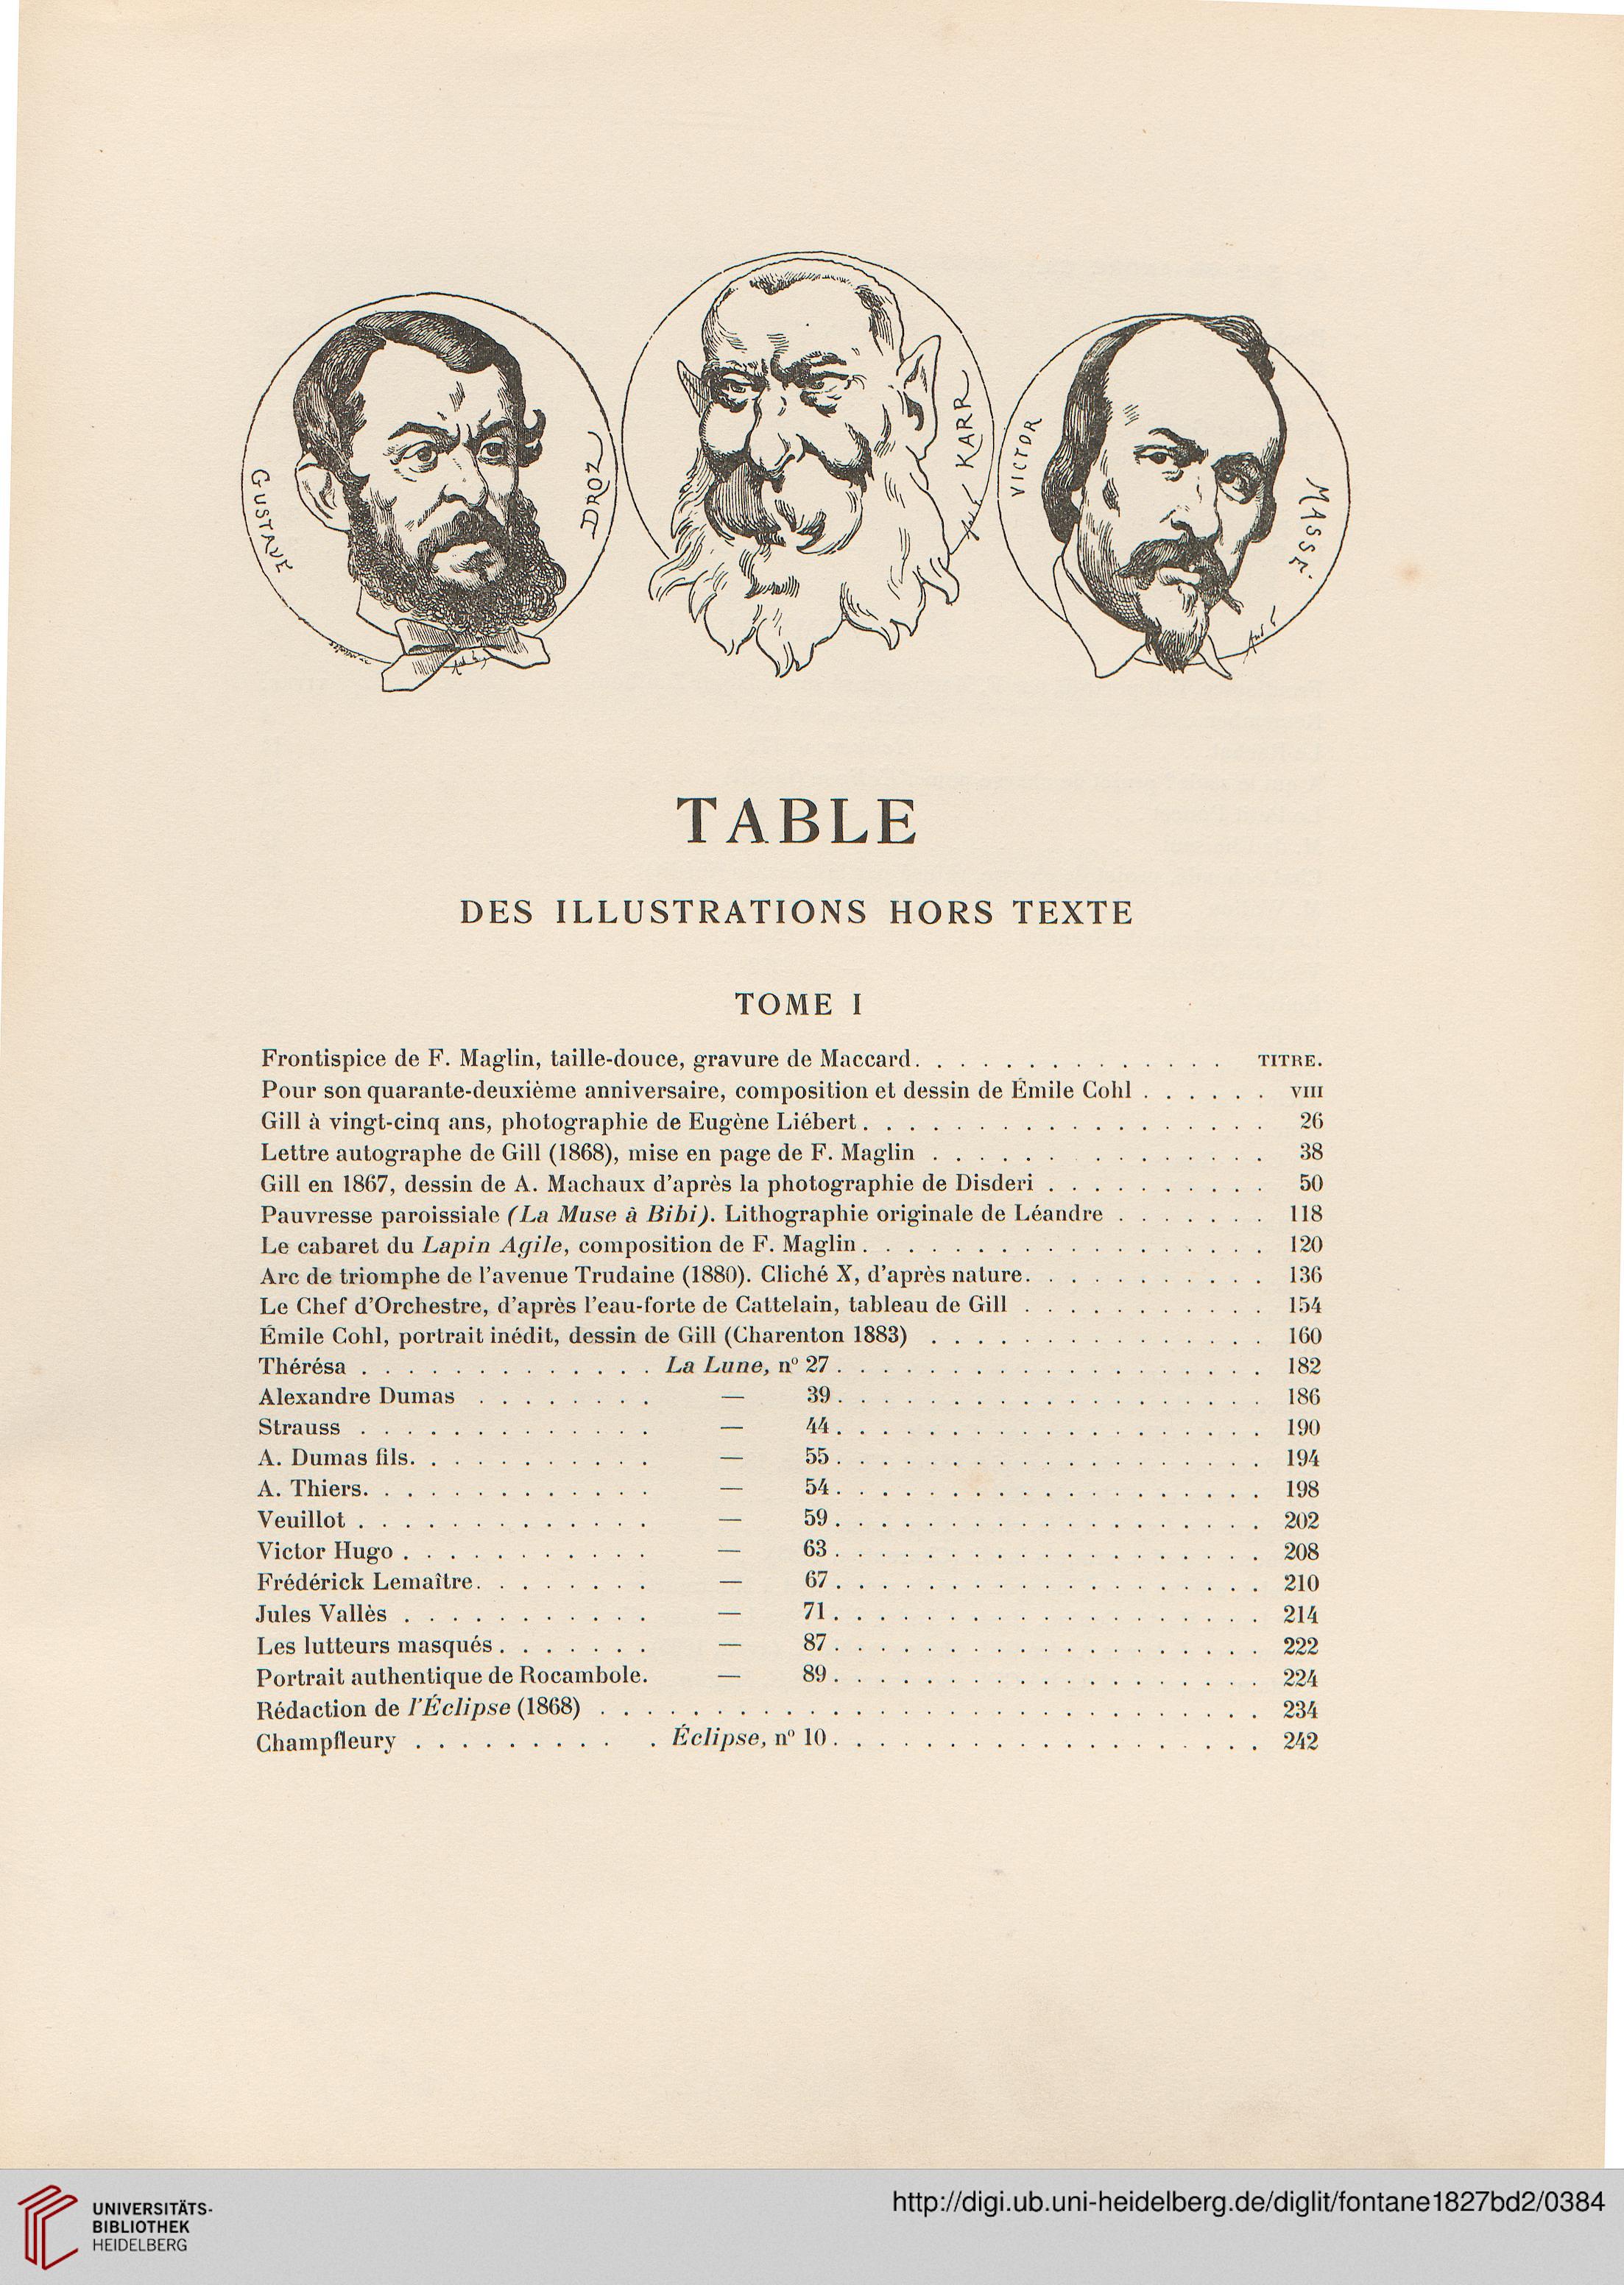 GUSTAVE
DROZ
KARR
VICTOR
MASSÉ
TABLE
DES ILLUSTRATIONS HORS TEXTE
TOME I
Frontispice de F. Maglin, taille-douce, gravure de Maccard. . . . . . . . . . . . . . TITRE.
Pour son quarante-deuxième anniversaire, composition et dessin de Émile Cohl . . . . . . VIII
Gill à vingt-cinq ans, photographie de Eugène Liébert. . . . . . . . . . . . . . . . . . 26
Lettre autographe de Gill (1868), mise en page de F. Maglin . . . . . . . . . . . . . . 38
Gill en 1867, dessin de A. Machaux d'après la photographie de Disderi . . . . . . . . . . 50
Pauvresse paroissiale (La Muse à Bibi). Lithographie originale de Léandre . . . . . . . 118
Le cabaret du Lapin Agile, composition de F. Maglin. . . . . . . . . . . . . . . . . . 120
Arc de triomphe de l'avenue Trudaine (1880). Cliché X, d'après nature. . . . . . . . . . . 136
Le Chef d'Orchestre, d'après l'eau-forte de Cattelain, tableau de Gill . . . . . . . . . . . 154
Émile Cohl, portrait inédit, dessin de Gill (Charenton 1883) . . . . . . . . . . . . . . . 160
Thérésa . . . . . . . . . . . . . La Lune, nº 27. . . . . . . . . . . . . . . . . . . 182
Alexandre Dumas . . . . . . . . — 39. . . . . . . . . . . . . . . . . . . 186
Strauss . . . . . . . . . . . . . — 44. . . . . . . . . . . . . . . . . . . 190
A. Dumas fils. . . . . . . . . . . — 55. . . . . . . . . . . . . . . . . . . 194
A. Thiers. . . . . . . . . . . . . — 54. . . . . . . . . . . . . . . . . . . 198
Veuillot . . . . . . . . . . . . . — 59. . . . . . . . . . . . . . . . . . . 202
Victor Hugo . . . . . . . . . . . — 63. . . . . . . . . . . . . . . . . . . 208
Frédérick Lemaître. . . . . . . . — 67. . . . . . . . . . . . . . . . . . . 210
Jules Vallès . . . . . . . . . . . — 71. . . . . . . . . . . . . . . . . . . 214
Les lutteurs masqués. . . . . . . — 87. . . . . . . . . . . . . . . . . . . 222
Portrait authentique de Rocambole. — 89. . . . . . . . . . . . . . . . . . . 224
Rédaction de l'Éclipse (1868) . . . . . . . . . . . . . . . . . . . . . . . . . . . . . 234
Champfleury . . . . . . . . . . Éclipse, nº 10. . . . . . . . . . . . . . . . . . . 242
UNIVERSITÄTS-
BIBLIOTHEK
HEIDELBERG
http://digi.ub.uni-heidelberg.de/diglit/fontane1827bd2/0384